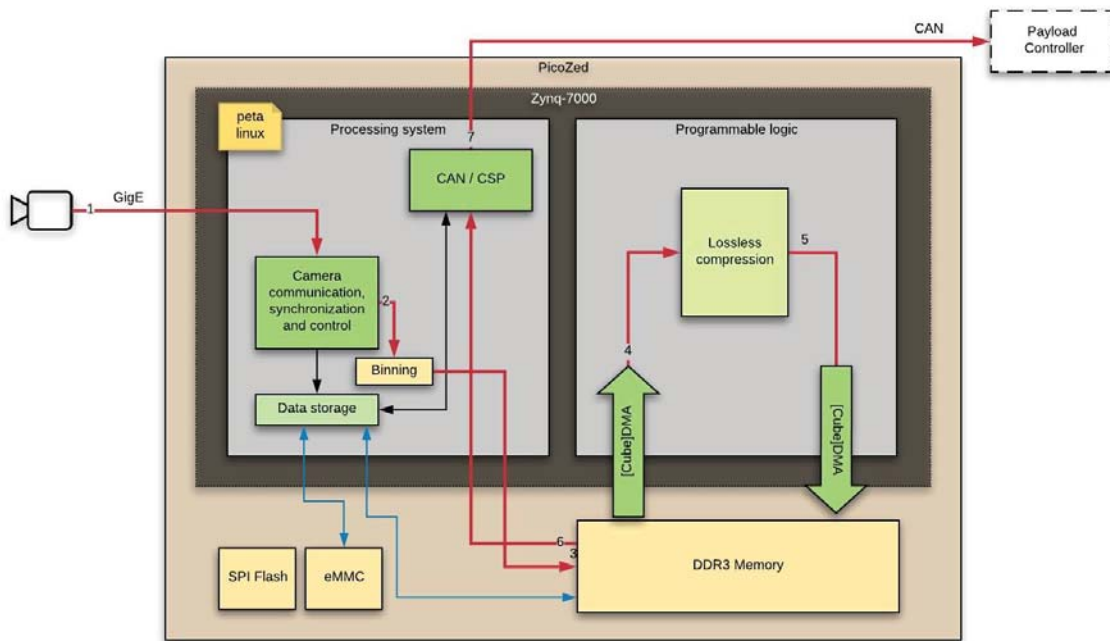 CAN
Payload
Controller
PicoZed
Zynq-7000
peta
linux
Processing system
7
Programmable logic
CAN / CSP
1
GigE
Lossless
compression
5
Camera
communication,
synchronization
and control
2
4
Binning
Data storage
[Cube]DMA
[Cube]DMA
6
3
SPI Flash
eMMC
DDR3 Memory